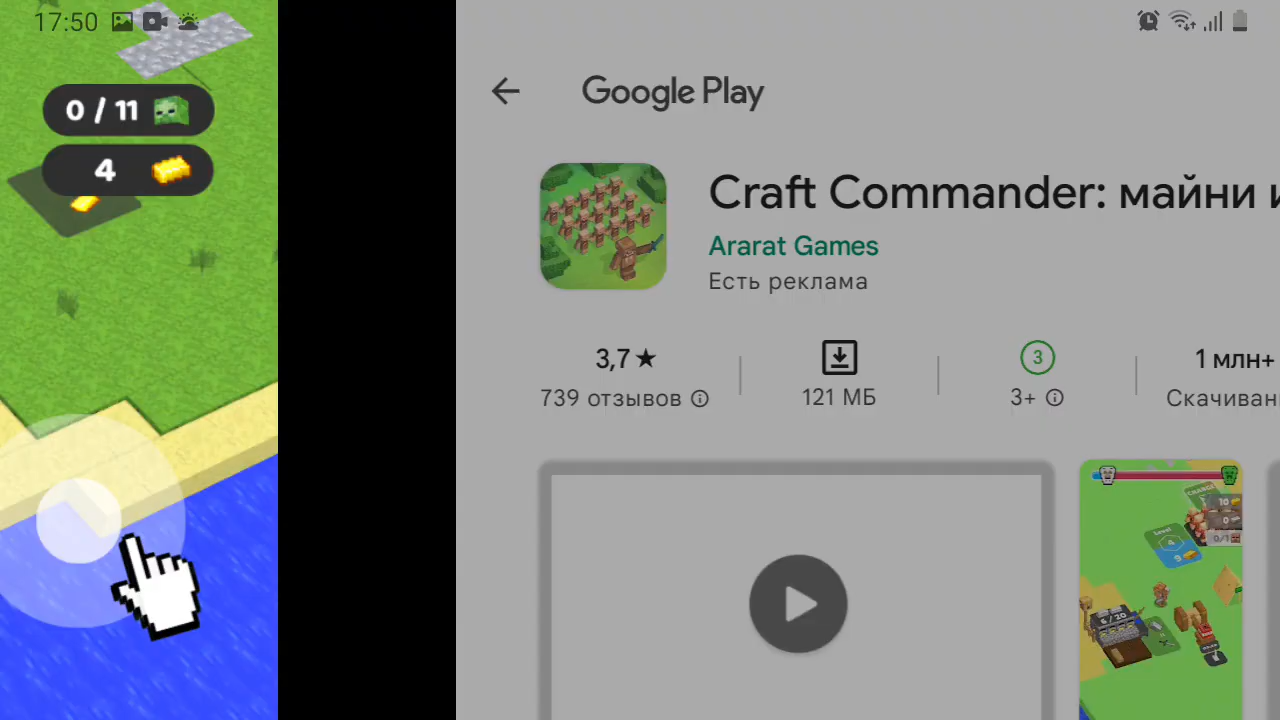 17:50
0 / 11
4
Google Play
Craft Commander: майни и
Ararat Games
Есть реклама
3,7★
739 отзывов
121 МБ
3
3+
1 млн+
Скачиван